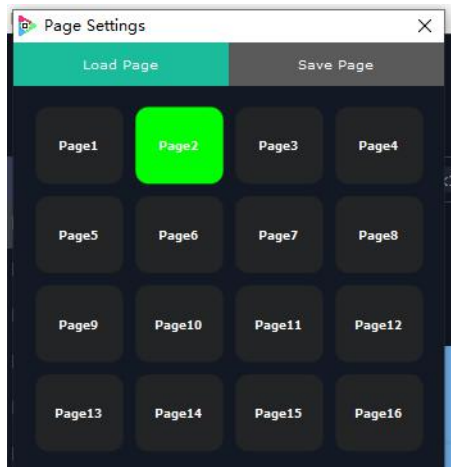 Page Settings
Load Page Save Page
Page1 Page2 Page3 Page4
Page5 Page6 Page7 Page8
Page9 Page10 Page11 Page12
Page13 Page14 Page15 Page16